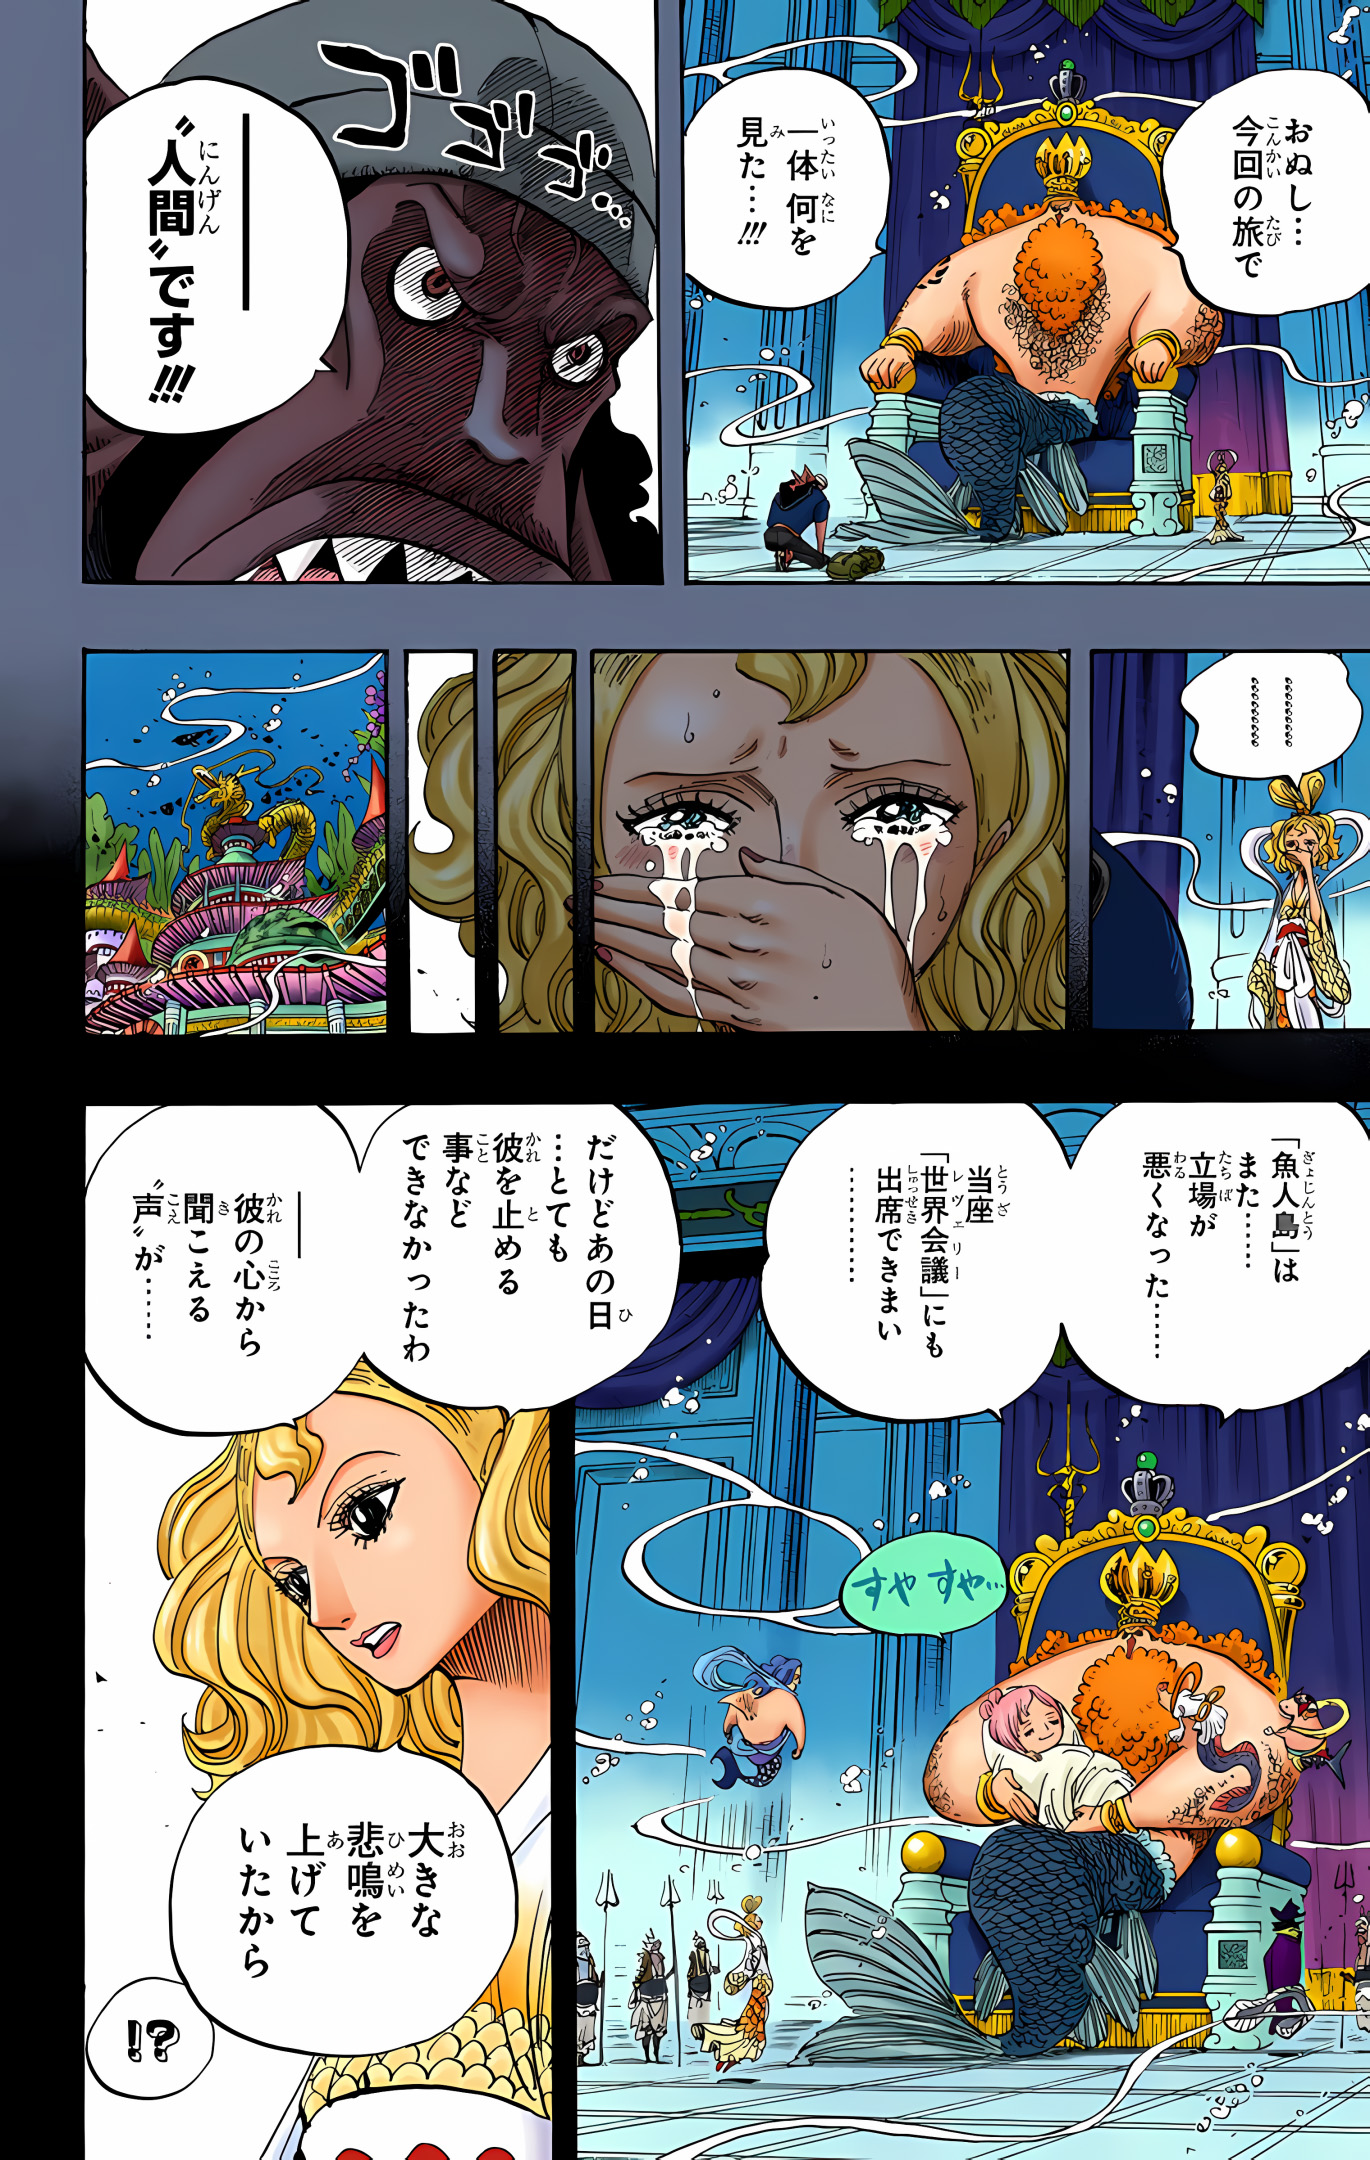 おぬし…
今回の旅で
一体 何を
見た…!!!
ゴゴゴゴ…
〝人間〟です!!!
………
………
「魚人島」は
また……
立場が
悪くなった……
当座
「世界会議」にも
出席できまい
…………
だけどあの日
…とても
彼を止める
事など
できなかったわ
彼の心から
聞こえる
〝声〟が……
すや すや…
大きな
悲鳴を
上げて
いたから
!?